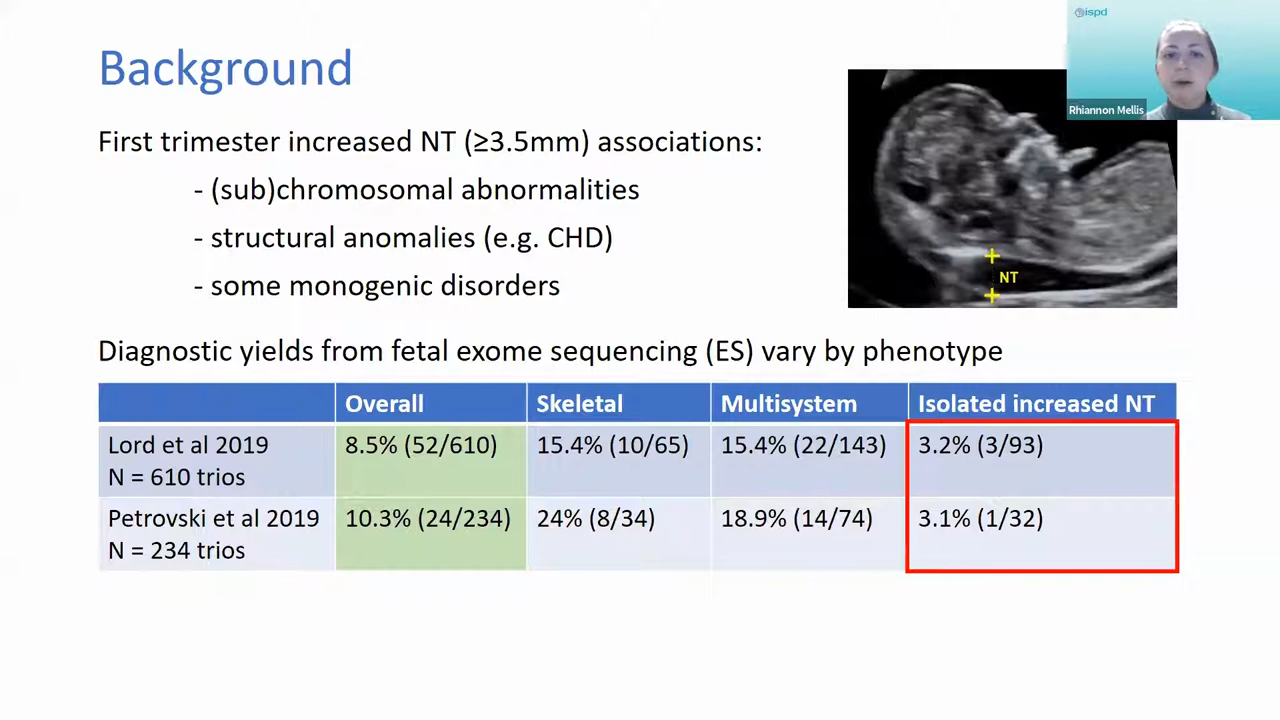 ispd
Rhiannon Mellis
Background
First trimester increased NT (≥3.5mm) associations:
- (sub)chromosomal abnormalities
- structural anomalies (e.g. CHD)
- some monogenic disorders
NT
Diagnostic yields from fetal exome sequencing (ES) vary by phenotype
Overall Skeletal Multisystem Isolated increased NT
Lord et al 2019 8.5% (52/610) 15.4% (10/65) 15.4% (22/143) 3.2% (3/93)
N = 610 trios
Petrovski et al 2019 10.3% (24/234) 24% (8/34) 18.9% (14/74) 3.1% (1/32)
N = 234 trios